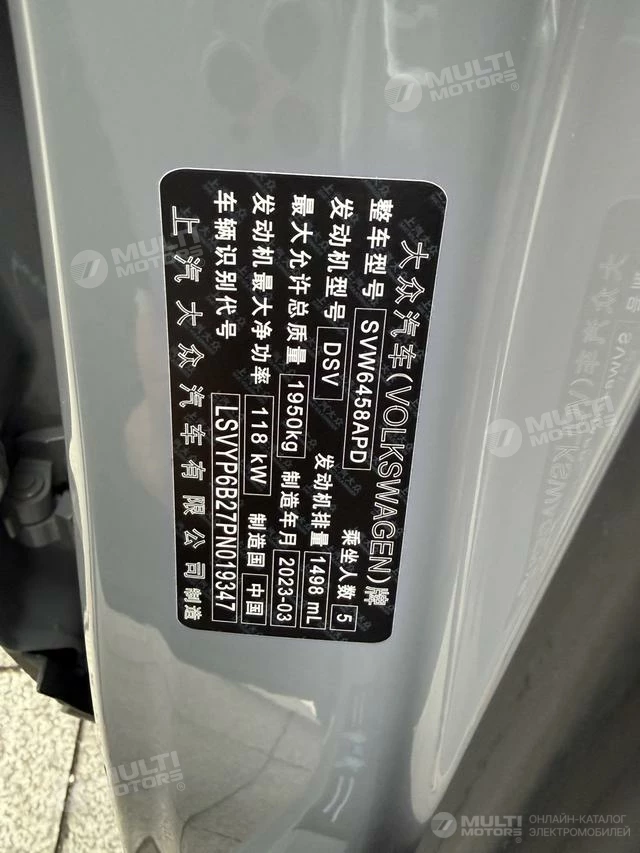 大众汽车(VOLKSWAGEN)牌
整车型号 SVW6458APD 乘坐人数 5
发动机型号 DSV 发动机排量 1498 mL
最大允许总质量 1950kg 制造年月 2023-03
发动机最大净功率 118 kW 制造国 中国
车辆识别代号 LSVYP6B27PN019347
上汽大众汽车有限公司制造
MULTI MOTORS®
MULTI MOTORS®
MULTI MOTORS®
MULTI MOTORS®
MULTI MOTORS® ОНЛАЙН-КАТАЛОГ ЭЛЕКТРОМОБИЛЕЙ